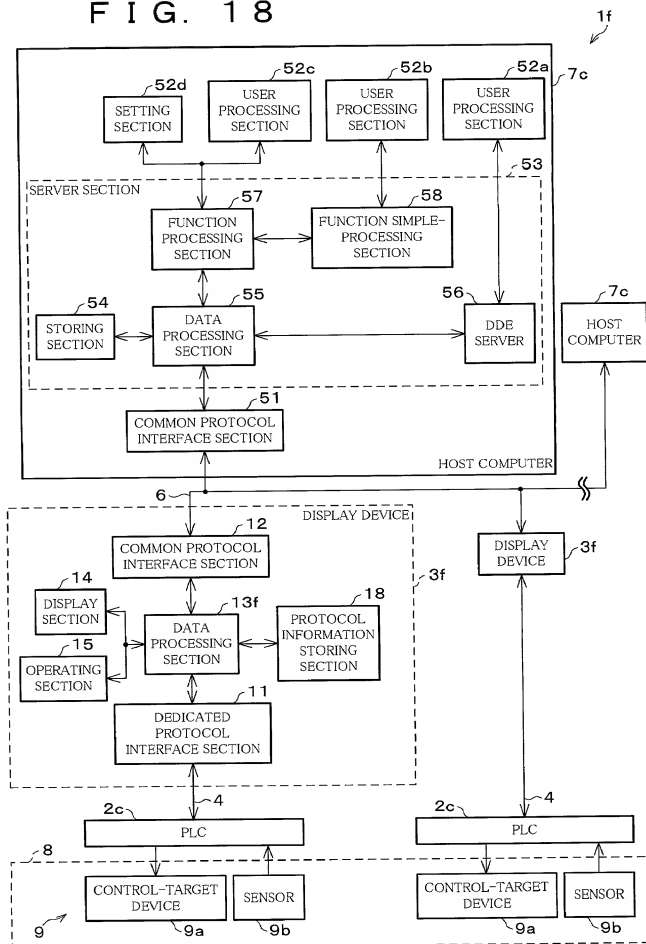 FIG. 18
1f
52d
52c
52b
52a
7c
SETTING
SECTION
USER
PROCESSING
SECTION
USER
PROCESSING
SECTION
USER
PROCESSING
SECTION
SERVER SECTION
53
57
58
FUNCTION
PROCESSING
SECTION
FUNCTION SIMPLE-
PROCESSING
SECTION
54
55
56
7c
STORING
SECTION
DATA
PROCESSING
SECTION
DDE
SERVER
HOST
COMPUTER
51
COMMON PROTOCOL
INTERFACE SECTION
HOST COMPUTER
6
DISPLAY DEVICE
12
COMMON PROTOCOL
INTERFACE SECTION
3f
DISPLAY
DEVICE
3f
14
DISPLAY
SECTION
13f
DATA
PROCESSING
SECTION
18
PROTOCOL
INFORMATION
STORING
SECTION
15
OPERATING
SECTION
11
DEDICATED
PROTOCOL
INTERFACE SECTION
4
4
2c
PLC
2c
PLC
8
CONTROL-TARGET
DEVICE
SENSOR
CONTROL-TARGET
DEVICE
SENSOR
9
9a
9b
9a
9b